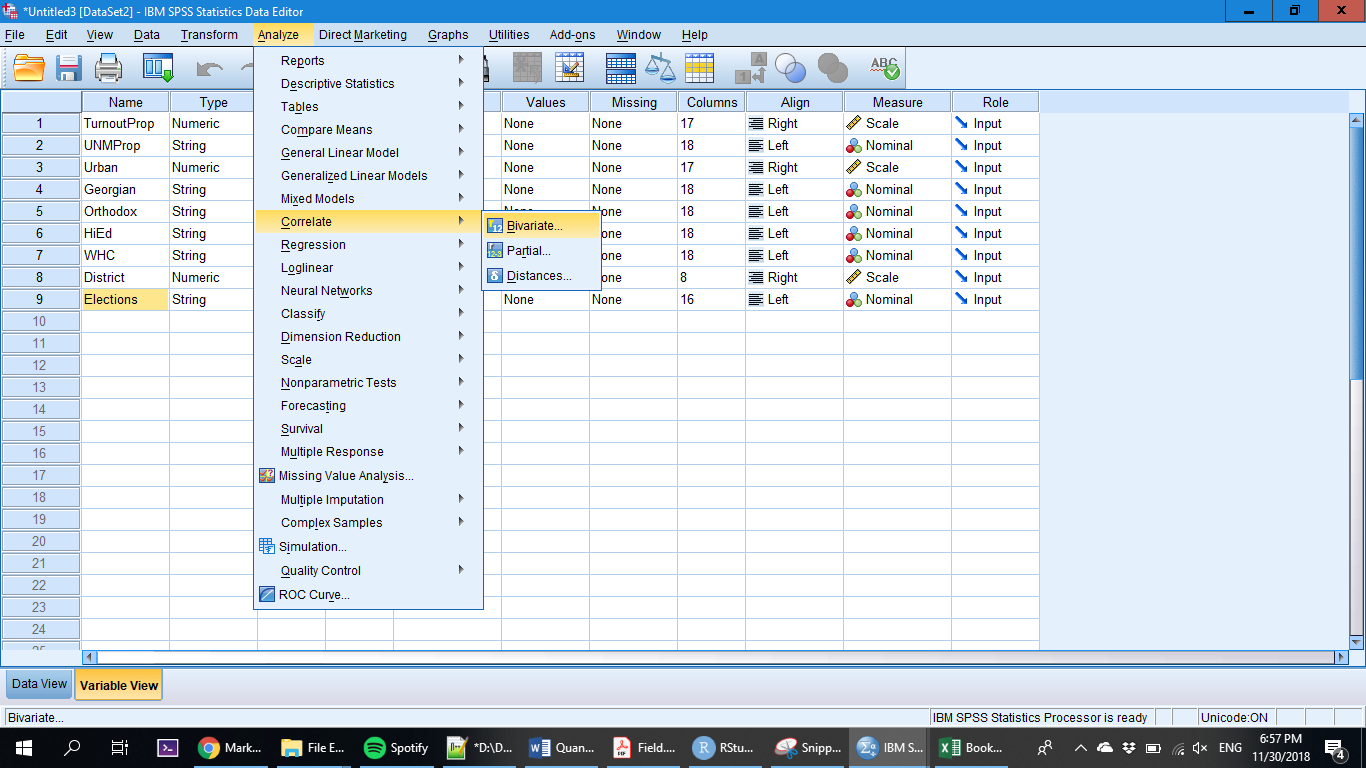 *Untitled3 [DataSet2] - IBM SPSS Statistics Data Editor
File Edit View Data Transform Analyze Direct Marketing Graphs Utilities Add-ons Window Help
ABC
Name Type Values Missing Columns Align Measure Role
1 TurnoutProp Numeric None None 17 Right Scale Input
2 UNMProp String None None 18 Left Nominal Input
3 Urban Numeric None None 17 Right Scale Input
4 Georgian String None None 18 Left Nominal Input
5 Orthodox String None None 18 Left Nominal Input
6 HiEd String None 18 Left Nominal Input
7 WHC String None 18 Left Nominal Input
8 District Numeric None 8 Right Scale Input
9 Elections String None None 16 Left Nominal Input
10
11
12
13
14
15
16
17
18
19
20
21
22
23
24
25
Reports
Descriptive Statistics
Tables
Compare Means
General Linear Model
Generalized Linear Models
Mixed Models
Correlate
Regression
Loglinear
Neural Networks
Classify
Dimension Reduction
Scale
Nonparametric Tests
Forecasting
Survival
Multiple Response
Missing Value Analysis...
Multiple Imputation
Complex Samples
Simulation...
Quality Control
ROC Curve...
Bivariate...
Partial...
Distances...
Data View Variable View
Bivariate... IBM SPSS Statistics Processor is ready Unicode:ON
Mark... File E... Spotify *D:\D... Quan... Field.... RStu... Snipp... IBM S... Book... ENG 6:57 PM
11/30/2018 4